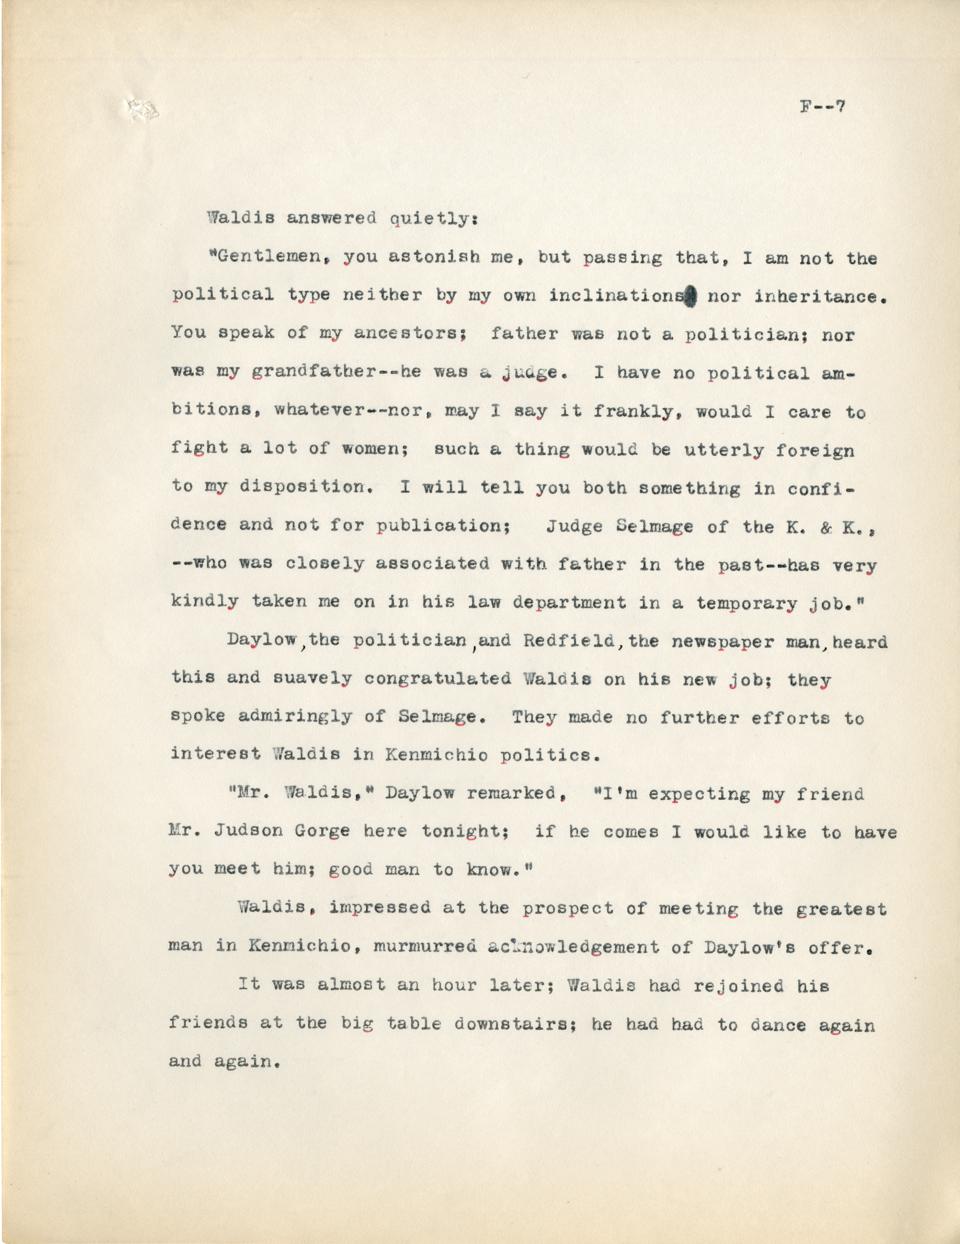 F--7
Waldis answered quietly:
"Gentlemen, you astonish me, but passing that, I am not the
political type neither by my own inclinations nor inheritance.
You speak of my ancestors; father was not a politician; nor
was my grandfather--he was a judge. I have no political am-
bitions, whatever--nor, may I say it frankly, would I care to
fight a lot of women; such a thing would be utterly foreign
to my disposition. I will tell you both something in confi-
dence and not for publication; Judge Selmage of the K. & K.,
--who was closely associated with father in the past--has very
kindly taken me on in his law department in a temporary job."
Daylow, the politician, and Redfield, the newspaper man, heard
this and suavely congratulated Waldis on his new job; they
spoke admiringly of Selmage. They made no further efforts to
interest Waldis in Kenmichio politics.
"Mr. Waldis," Daylow remarked, "I'm expecting my friend
Mr. Judson Gorge here tonight; if he comes I would like to have
you meet him; good man to know."
Waldis, impressed at the prospect of meeting the greatest
man in Kenmichio, murmurred acknowledgement of Daylow's offer.
It was almost an hour later; Waldis had rejoined his
friends at the big table downstairs; he had had to dance again
and again.